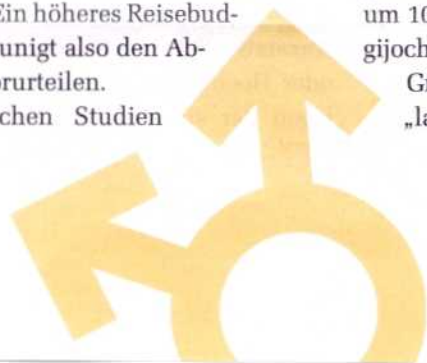 Ein höheres Reisebud-
unigt also den Ab-
orurteilen.
chen Studien
um 10
gijoch
Gr
„la